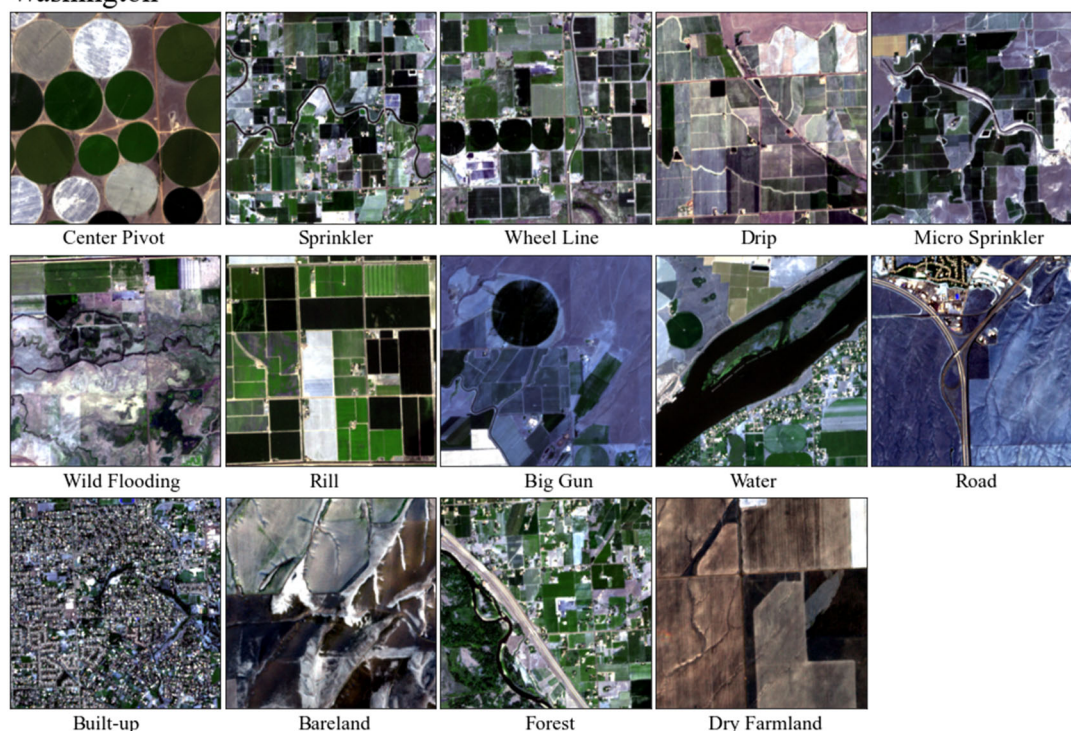 Washington
Center Pivot
Sprinkler
Wheel Line
Drip
Micro Sprinkler
Wild Flooding
Rill
Big Gun
Water
Road
Built-up
Bareland
Forest
Dry Farmland